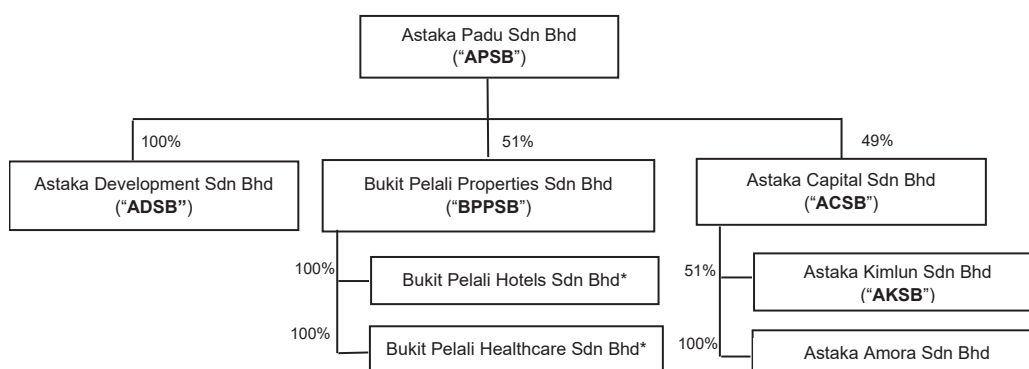 Astaka Padu Sdn Bhd
(“APSB”)
100%
51%
49%
Astaka Development Sdn Bhd
(“ADSB”)
Bukit Pelali Properties Sdn Bhd
(“BPPSB”)
Astaka Capital Sdn Bhd
(“ACSB”)
100%
Bukit Pelali Hotels Sdn Bhd*
51%
Astaka Kimlun Sdn Bhd
(“AKSB”)
100%
Bukit Pelali Healthcare Sdn Bhd*
100%
Astaka Amora Sdn Bhd